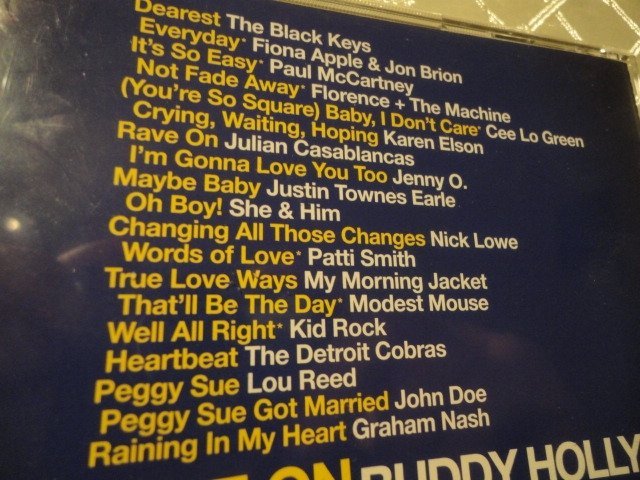 Dearest The Black Keys
Everyday* Fiona Apple & Jon Brion
It's So Easy* Paul McCartney
Not Fade Away* Florence + The Machine
(You're So Square) Baby, I Don't Care* Cee Lo Green
Crying, Waiting, Hoping Karen Elson
Rave On Julian Casablancas
I'm Gonna Love You Too Jenny O.
Maybe Baby Justin Townes Earle
Oh Boy! She & Him
Changing All Those Changes Nick Lowe
Words of Love* Patti Smith
True Love Ways My Morning Jacket
That'll Be The Day* Modest Mouse
Well All Right* Kid Rock
Heartbeat The Detroit Cobras
Peggy Sue Lou Reed
Peggy Sue Got Married John Doe
Raining In My Heart Graham Nash
ON BUDDY HOLLY